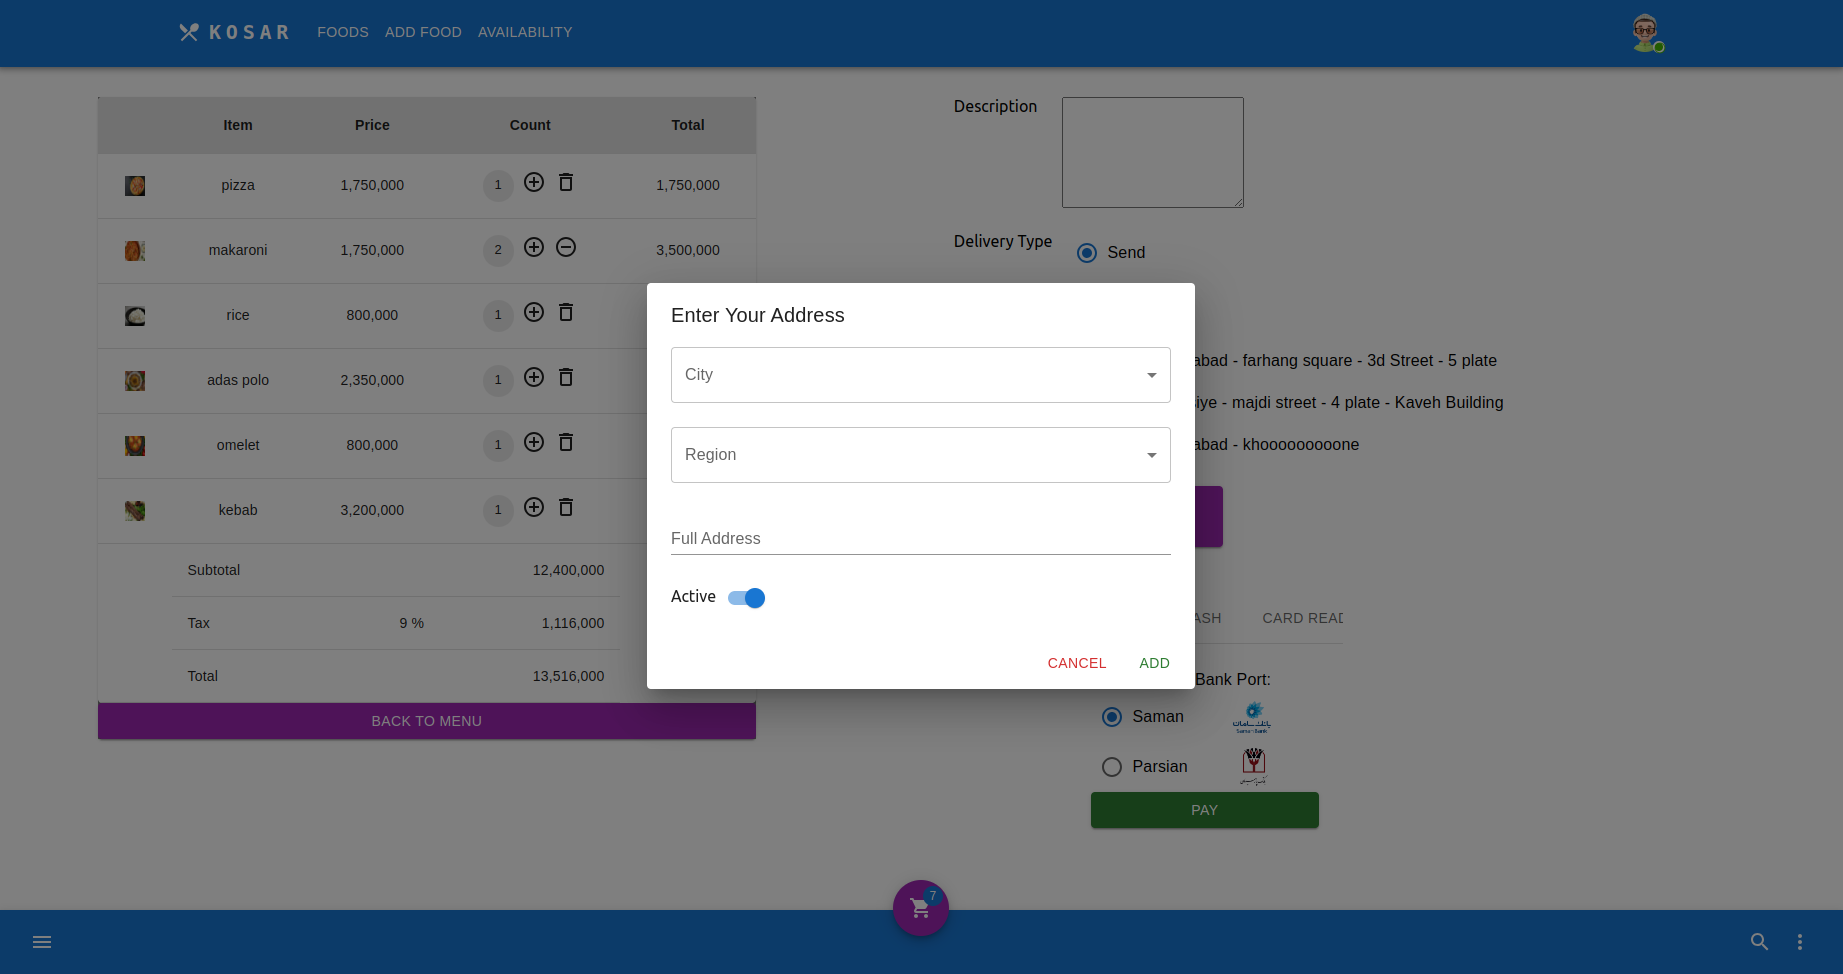 KOSAR FOODS ADD FOOD AVAILABILITY
Item Price Count Total
pizza 1,750,000 1 1,750,000
makaroni 1,750,000 2 3,500,000
rice 800,000 1
adas polo 2,350,000 1
omelet 800,000 1
kebab 3,200,000 1
Subtotal 12,400,000
Tax 9 % 1,116,000
Total 13,516,000
BACK TO MENU
Description
Delivery Type Send
abad - farhang square - 3d Street - 5 plate
iye - majdi street - 4 plate - Kaveh Building
abad - khoooooooooone
Enter Your Address
City
Region
Full Address
Active
CANCEL ADD
ASH CARD READ
Bank Port:
Saman
Parsian
PAY
7